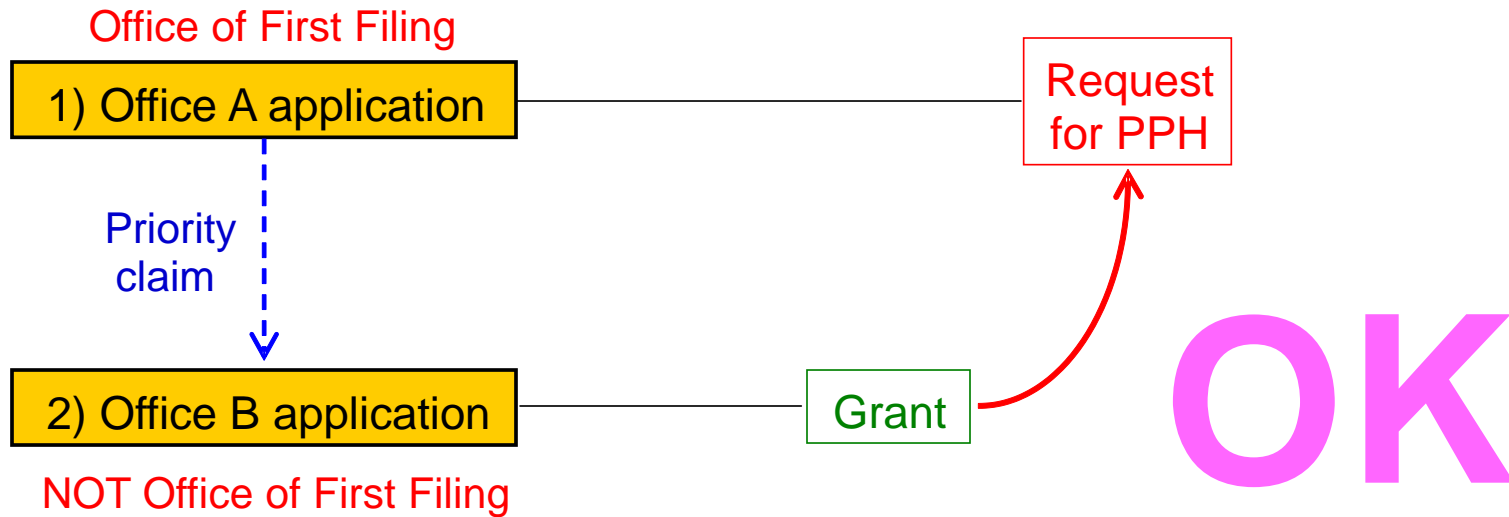 Office of First Filing
1) Office A application
Request
for PPH
Priority
claim
2) Office B application
Grant
OK
NOT Office of First Filing